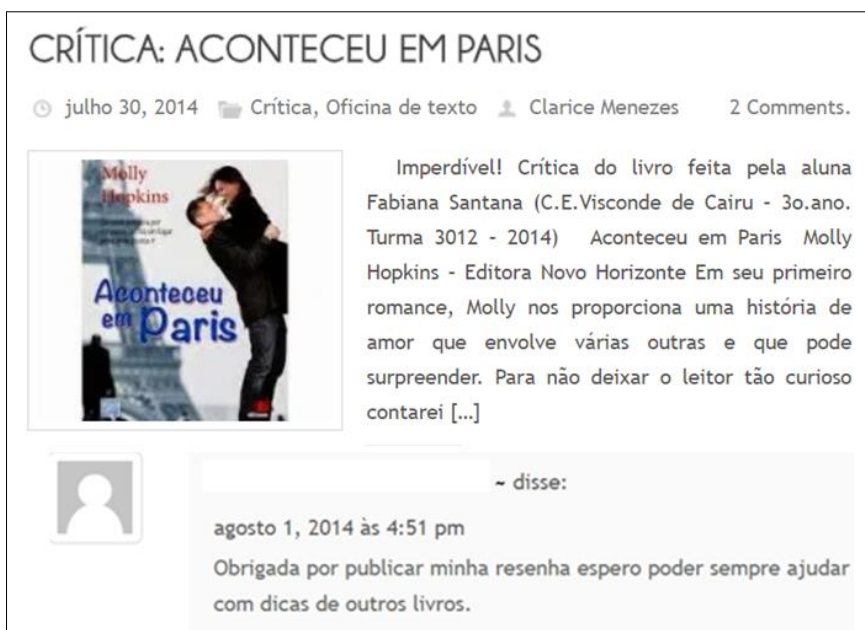 CRÍTICA: ACONTECEU EM PARIS
julho 30, 2014 Crítica, Oficina de texto Clarice Menezes 2 Comments.
Molly
Hopkins
Aconteceu
em Paris
Imperdível! Crítica do livro feita pela aluna
Fabiana Santana (C.E.Visconde de Cairu - 3o.ano.
Turma 3012 - 2014) Aconteceu em Paris Molly
Hopkins - Editora Novo Horizonte Em seu primeiro
romance, Molly nos proporciona uma história de
amor que envolve várias outras e que pode
surpreender. Para não deixar o leitor tão curioso
contarei [...]
~ disse:
agosto 1, 2014 às 4:51 pm
Obrigada por publicar minha resenha espero poder sempre ajudar
com dicas de outros livros.